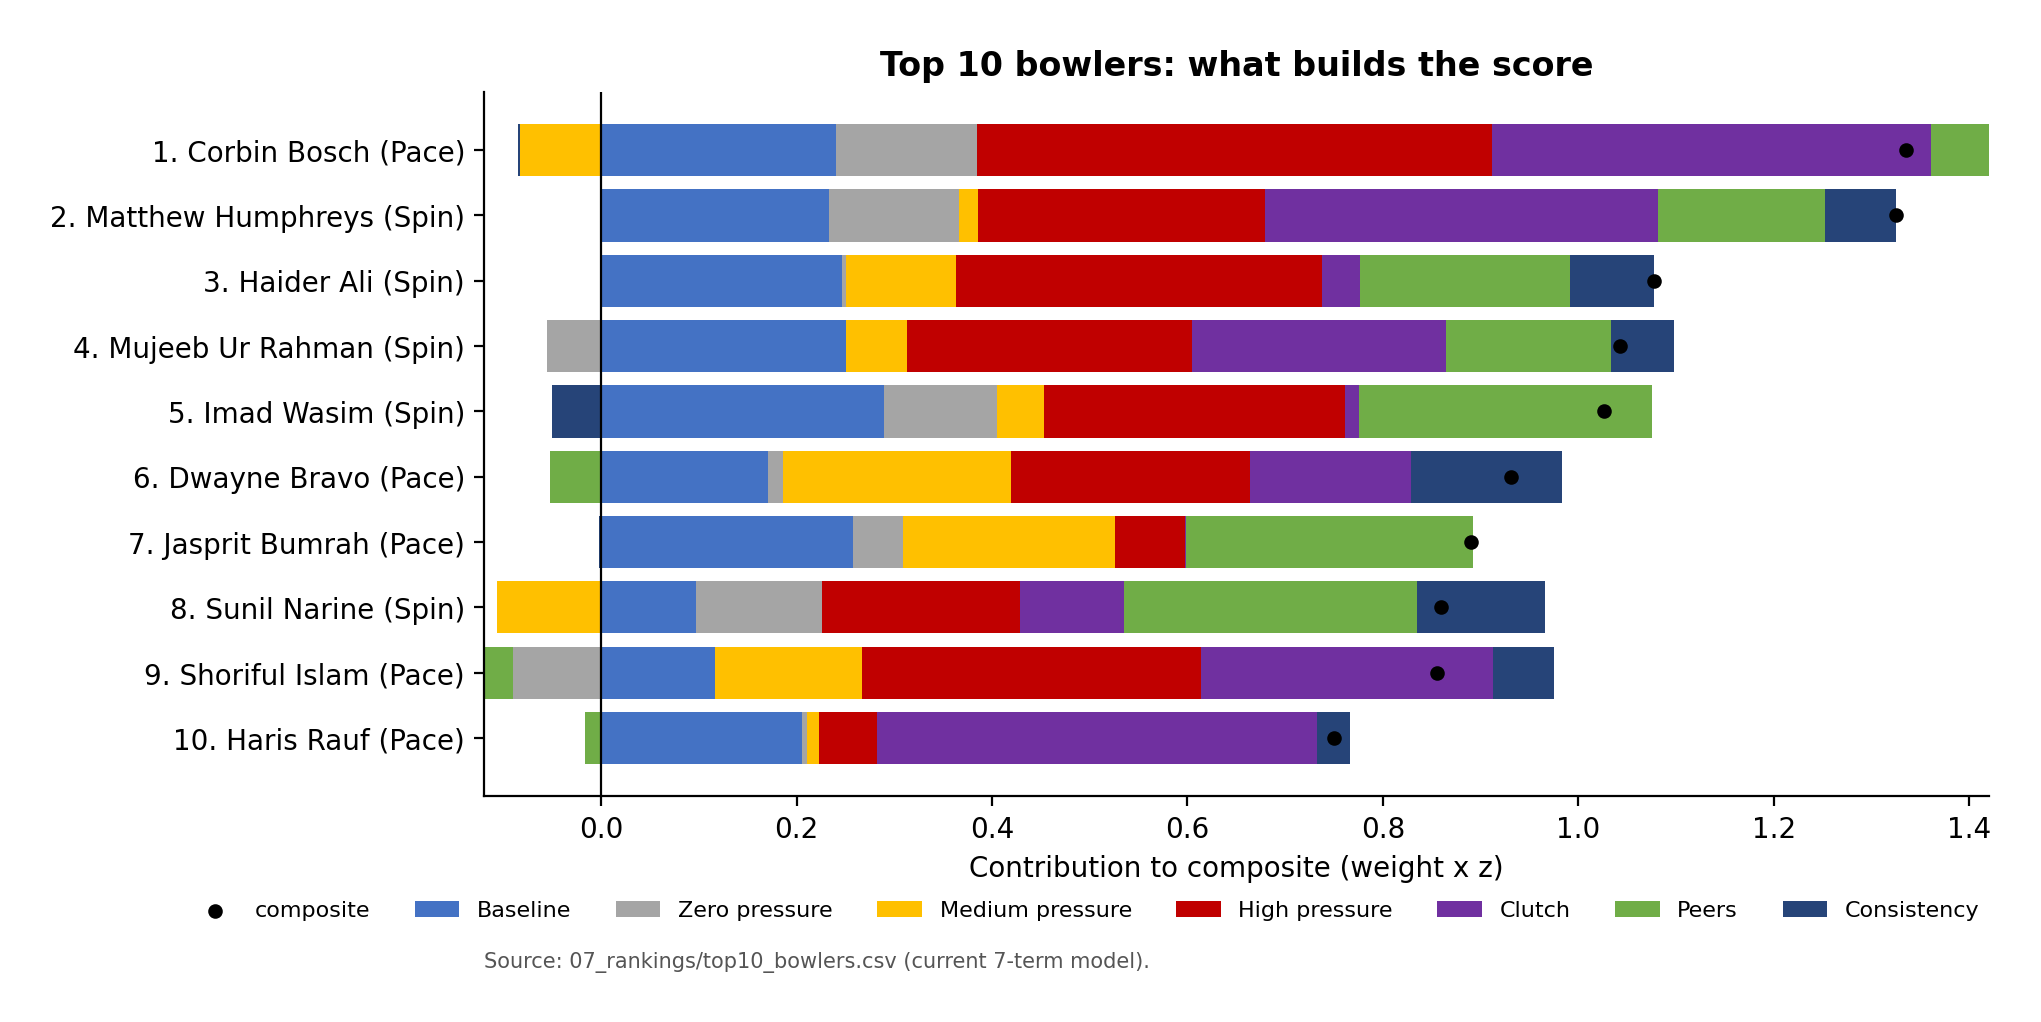 Top 10 bowlers: what builds the score
1. Corbin Bosch (Pace)
2. Matthew Humphreys (Spin)
3. Haider Ali (Spin)
4. Mujeeb Ur Rahman (Spin)
5. Imad Wasim (Spin)
6. Dwayne Bravo (Pace)
7. Jasprit Bumrah (Pace)
8. Sunil Narine (Spin)
9. Shoriful Islam (Pace)
10. Haris Rauf (Pace)
0.0 0.2 0.4 0.6 0.8 1.0 1.2 1.4
Contribution to composite (weight x z)
composite Baseline Zero pressure Medium pressure High pressure Clutch Peers Consistency
Source: 07_rankings/top10_bowlers.csv (current 7-term model).